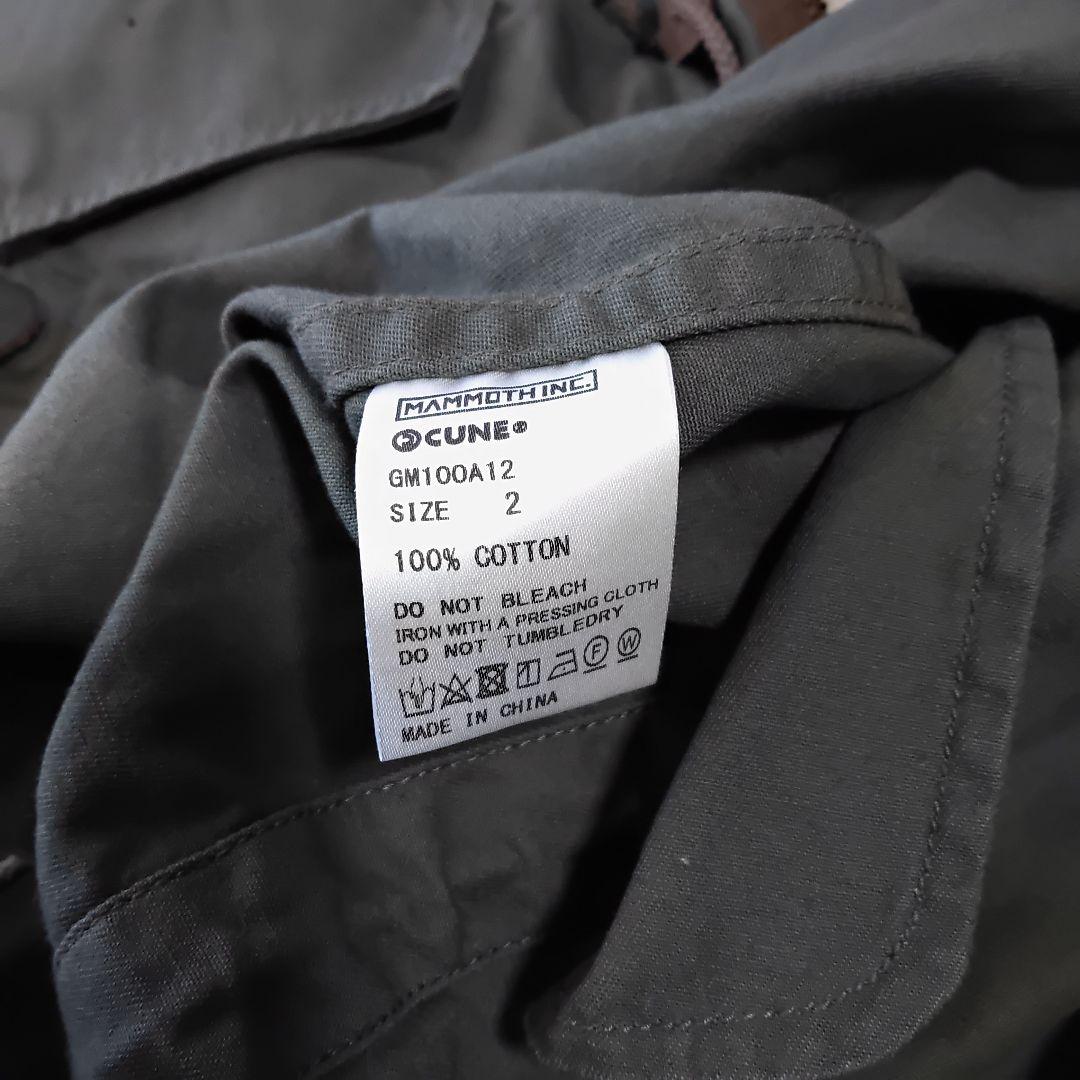 MAMMOTH INC.
CUNE®
GM100A12
SIZE 2
100% COTTON
DO NOT BLEACH
IRON WITH A PRESSING CLOTH
DO NOT TUMBLEDRY
F W
MADE IN CHINA